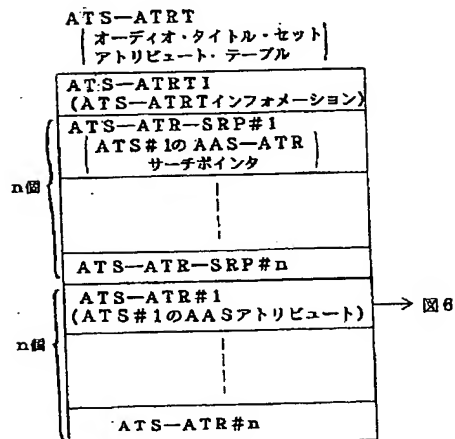 ATS—ATRT
オーディオ・タイトル・セット
アトリビュート・テーブル
ATS—ATRTI
(ATS—ATRTインフォメーション)
ATS—ATR—SRP#1
ATS#1のAAS—ATR
サーチポインタ
n個
ATS—ATR—SRP#n
ATS—ATR#1
(ATS#1のAASアトリビュート)
図6
n個
ATS—ATR#n